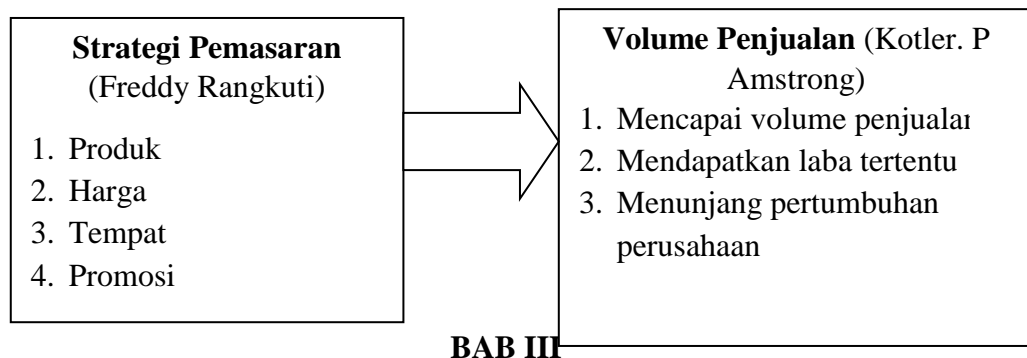 Strategi Pemasaran
(Freddy Rangkuti)
1. Produk
2. Harga
3. Tempat
4. Promosi
Volume Penjualan (Kotler. P
Amstrong)
1. Mencapai volume penjualan
2. Mendapatkan laba tertentu
3. Menunjang pertumbuhan
perusahaan
BAB III